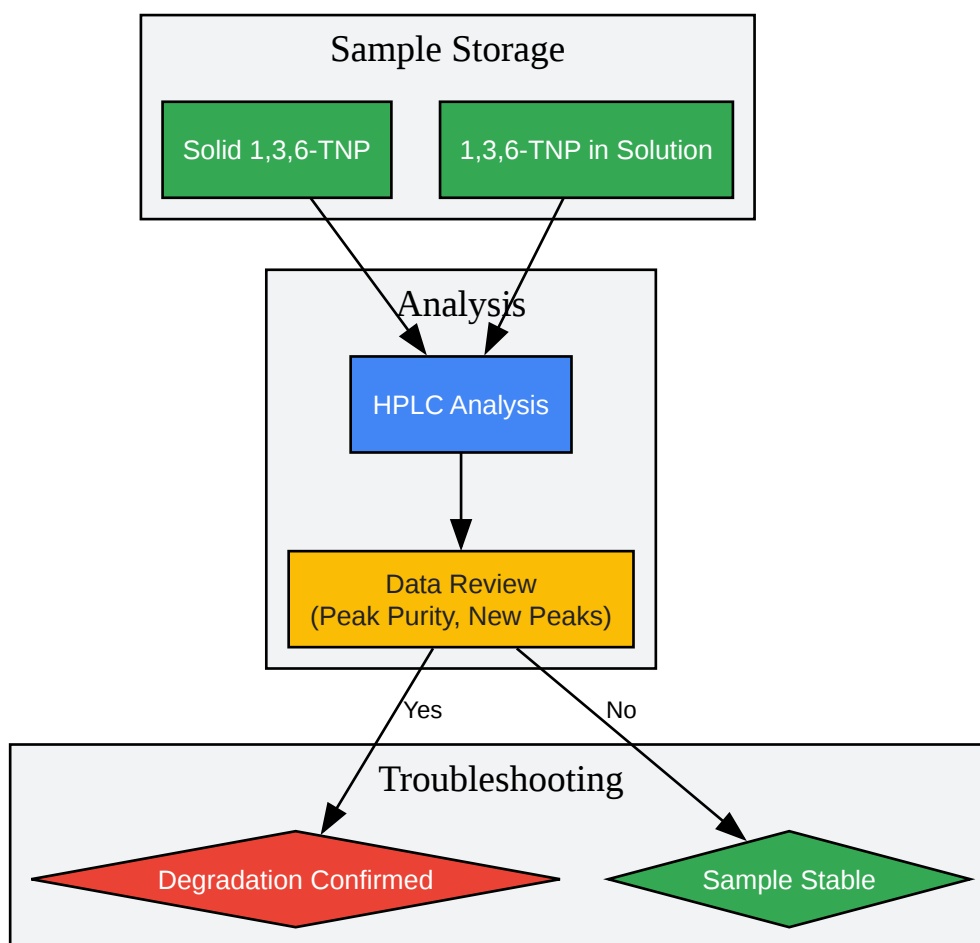 Sample Storage
Solid 1,3,6-TNP
1,3,6-TNP in Solution
Analysis
HPLC Analysis
Data Review
(Peak Purity, New Peaks)
Yes
No
Troubleshooting
Degradation Confirmed
Sample Stable